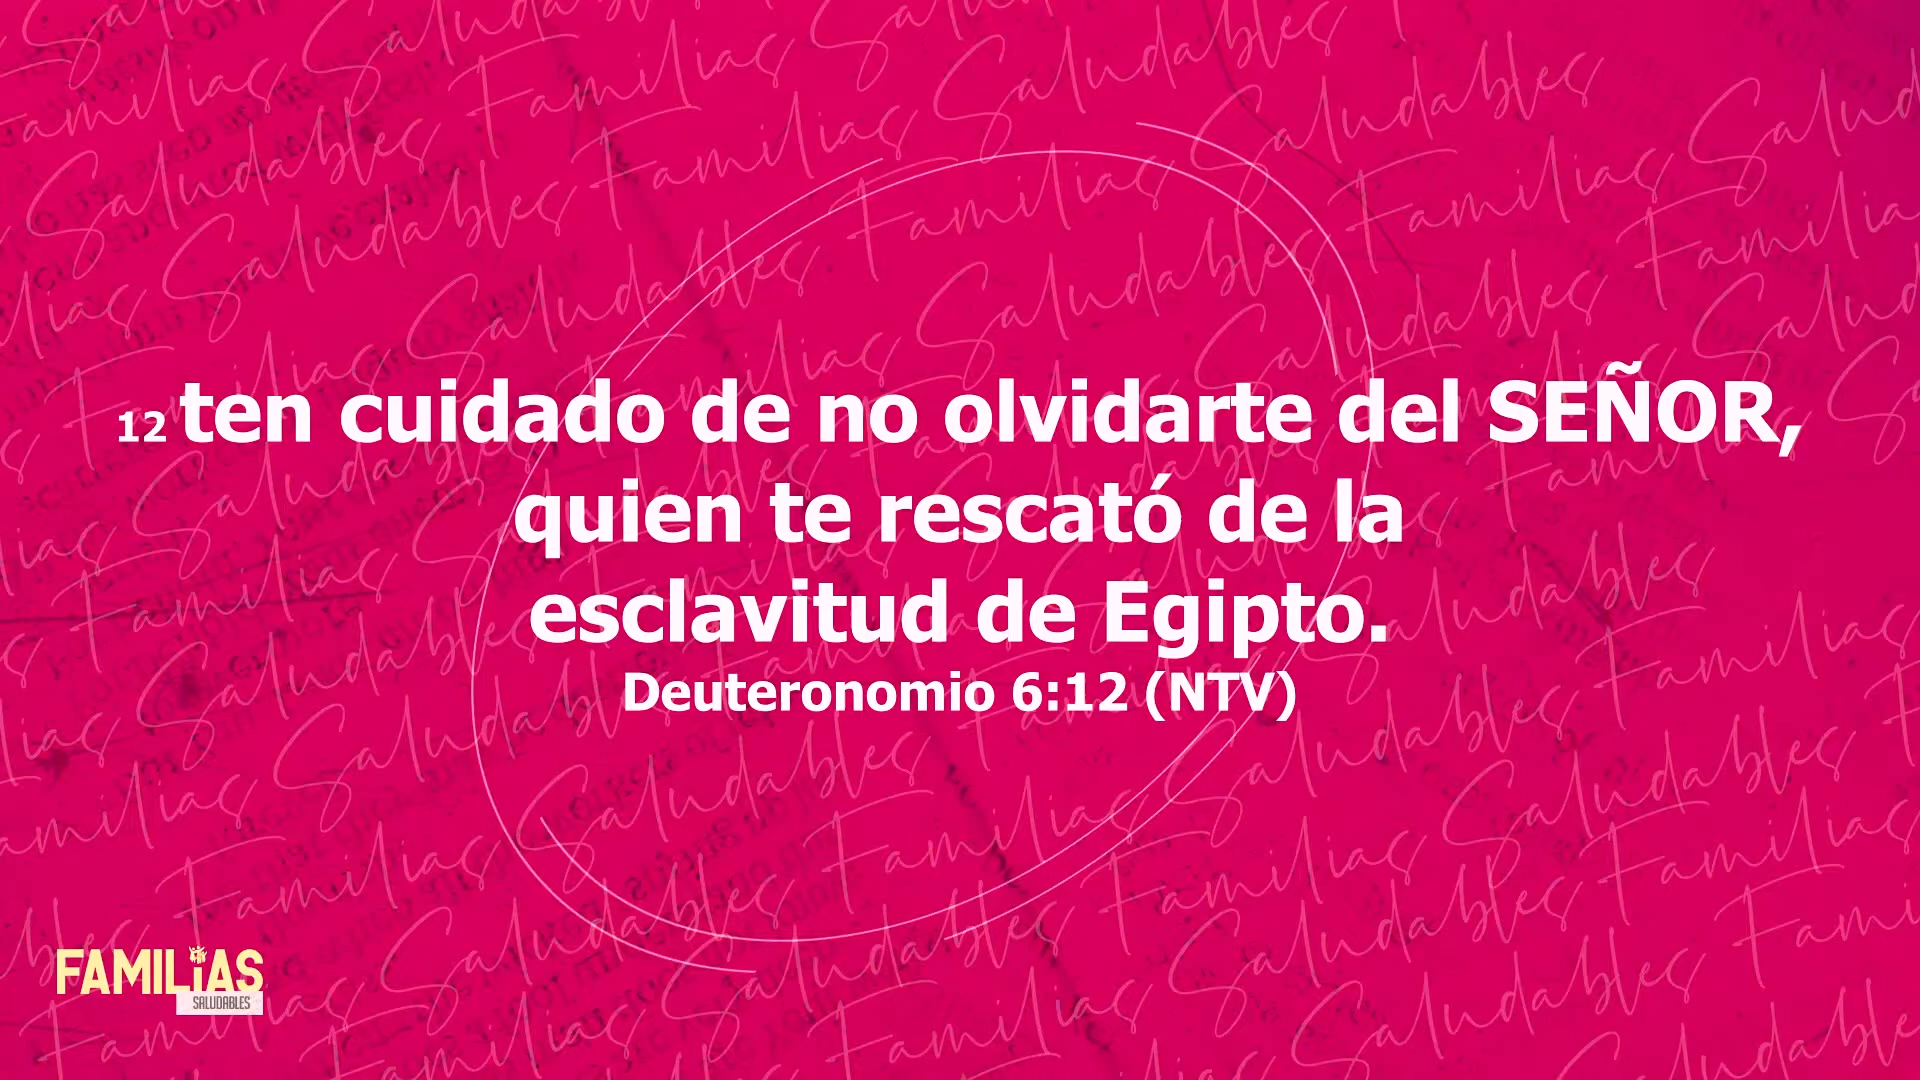 12 ten cuidado de no olvidarte del SEÑOR,
quien te rescató de la
esclavitud de Egipto.
Deuteronomio 6:12 (NTV)
FAMILIAS
SALUDABLES